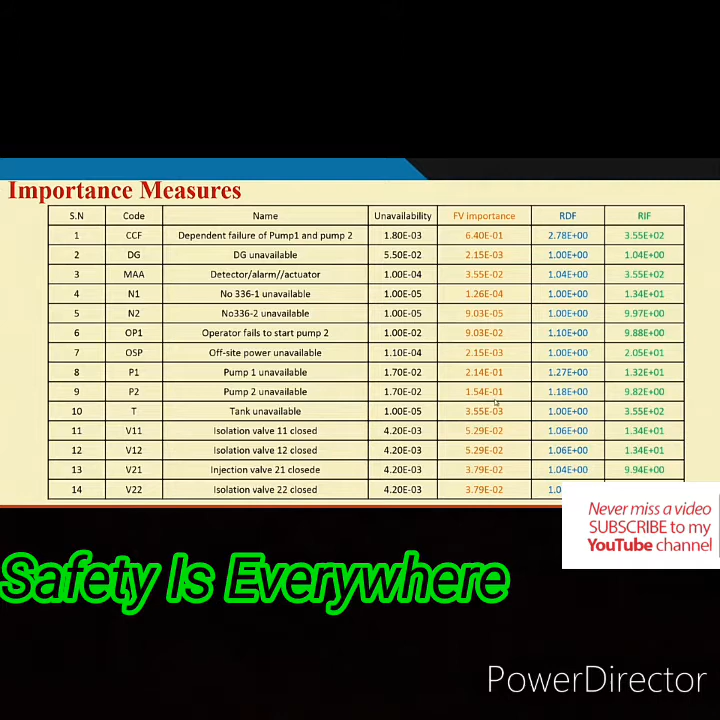 Importance Measures
S.N Code Name Unavailability FV importance RDF RIF
1 CCF Dependent failure of Pump1 and pump 2 1.80E-03 6.40E-01 2.78E+00 3.55E+02
2 DG DG unavailable 5.50E-02 2.15E-03 1.00E+00 1.04E+00
3 MAA Detector/alarm//actuator 1.00E-04 3.55E-02 1.04E+00 3.55E+02
4 N1 No 336-1 unavailable 1.00E-05 1.26E-04 1.00E+00 1.34E+01
5 N2 No336-2 unavailable 1.00E-05 9.03E-05 1.00E+00 9.97E+00
6 OP1 Operator fails to start pump 2 1.00E-02 9.03E-02 1.10E+00 9.88E+00
7 OSP Off-site power unavailable 1.10E-04 2.15E-03 1.00E+00 2.05E+01
8 P1 Pump 1 unavailable 1.70E-02 2.14E-01 1.27E+00 1.32E+01
9 P2 Pump 2 unavailable 1.70E-02 1.54E-01 1.18E+00 9.82E+00
10 T Tank unavailable 1.00E-05 3.55E-03 1.00E+00 3.55E+02
11 V11 Isolation valve 11 closed 4.20E-03 5.29E-02 1.06E+00 1.34E+01
12 V12 Isolation valve 12 closed 4.20E-03 5.29E-02 1.06E+00 1.34E+01
13 V21 Injection valve 21 closede 4.20E-03 3.79E-02 1.04E+00 9.94E+00
14 V22 Isolation valve 22 closed 4.20E-03 3.79E-02
Never miss a video
SUBSCRIBE to my
YouTube channel
Safety Is Everywhere
PowerDirector